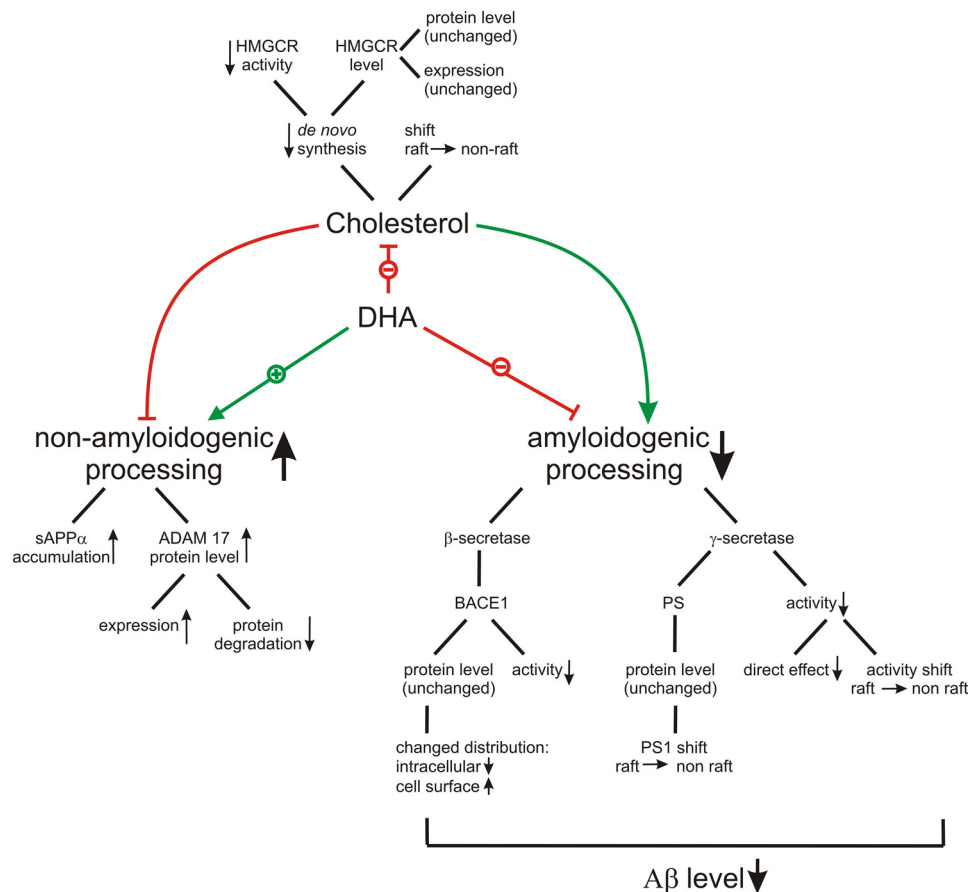 protein level
(unchanged)
HMGCR
activity
HMGCR
level
expression
(unchanged)
de novo
synthesis
shift
raft → non-raft
Cholesterol
DHA
non-amyloidogenic
processing
amyloidogenic
processing
sAPPα
accumulation
ADAM 17
protein level
expression
protein
degradation
β-secretase
γ-secretase
BACE1
PS
activity
protein level
(unchanged)
activity
protein level
(unchanged)
direct effect
activity shift
raft → non raft
changed distribution:
intracellular
cell surface
PS1 shift
raft → non raft
Aβ level